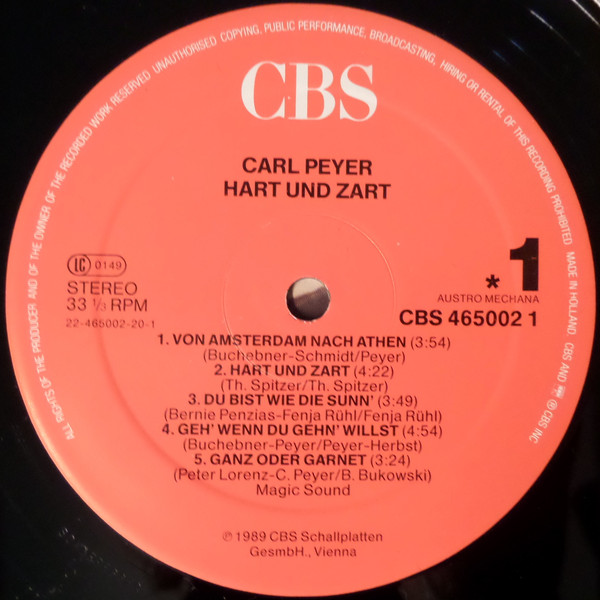 ALL RIGHTS OF THE PRODUCER AND OF THE OWNER OF THE RECORDED WORK RESERVED UNAUTHORISED COPYING, PUBLIC PERFORMANCE, BROADCASTING, HIRING OR RENTAL OF THIS RECORDING PROHIBITED MADE IN HOLLAND CBS AND ℗ CBS INC
CBS
CARL PEYER
HART UND ZART
LC 0149
STEREO
33 ⅓ RPM
22-465002-20-1
* 1
AUSTRO MECHANA
CBS 465002 1
1. VON AMSTERDAM NACH ATHEN (3:54)
(Buchebner-Schmidt/Peyer)
2. HART UND ZART (4:22)
(Th. Spitzer/Th. Spitzer)
3. DU BIST WIE DIE SUNN' (3:49)
(Bernie Penzias-Fenja Rühl/Fenja Rühl)
4. GEH' WENN DU GEHN' WILLST (4:54)
(Buchebner-Peyer/Peyer-Herbst)
5. GANZ ODER GARNET (3:24)
(Peter Lorenz-C. Peyer/B. Bukowski)
Magic Sound
℗ 1989 CBS Schallplatten
GesmbH., Vienna